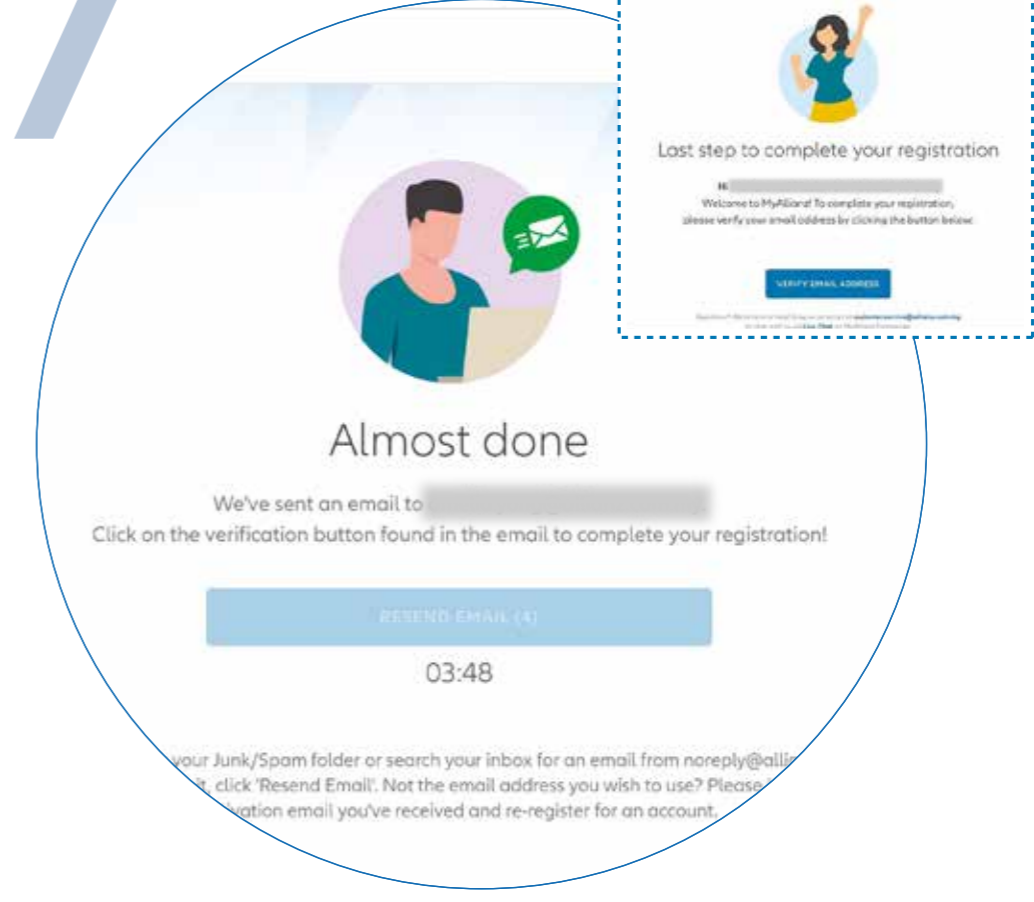 7
Last step to complete your registration
Hi
Welcome to MyAllianz! To complete your registration,
please verify your email address by clicking the button below.
VERIFY EMAIL ADDRESS
Almost done
We've sent an email to
Click on the verification button found in the email to complete your registration!
RESEND EMAIL (4)
03:48
your Junk/Spam folder or search your inbox for an email from noreply@allia
it, click 'Resend Email'. Not the email address you wish to use? Please
vation email you've received and re-register for an account.